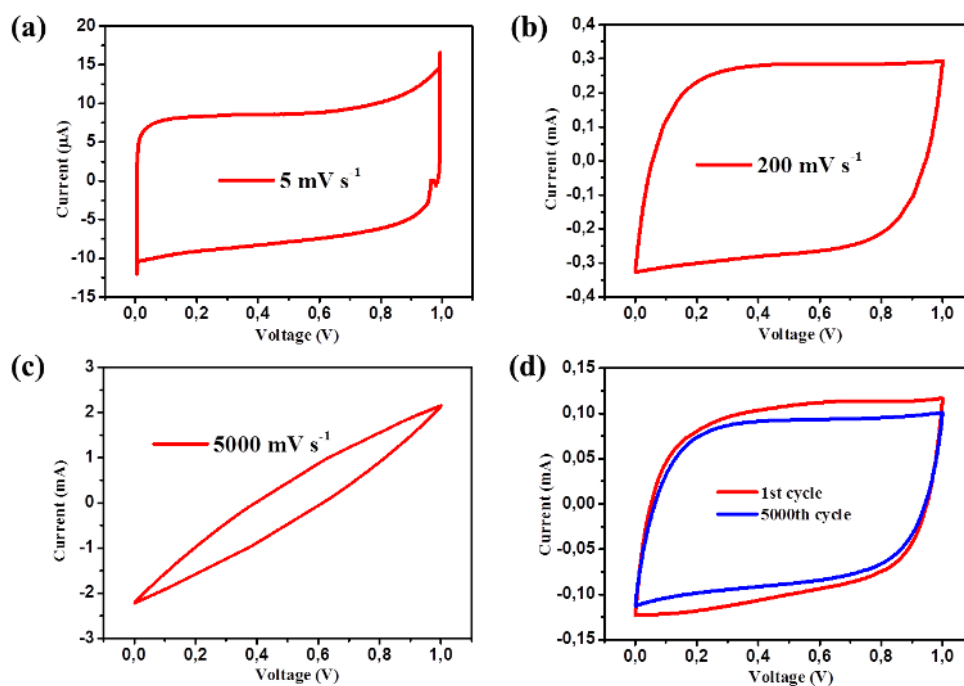 (a)
20
15
10
5
0
-5
-10
-15
Current (µA)
5 mV s-1
0,0 0,2 0,4 0,6 0,8 1,0
Voltage (V)
(b)
0,4
0,3
0,2
0,1
0,0
-0,1
-0,2
-0,3
-0,4
Current (mA)
200 mV s-1
0,0 0,2 0,4 0,6 0,8 1,0
Voltage (V)
(c)
3
2
1
0
-1
-2
-3
Current (mA)
5000 mV s-1
0,0 0,2 0,4 0,6 0,8 1,0
Voltage (V)
(d)
0,15
0,10
0,05
0,00
-0,05
-0,10
-0,15
Current (mA)
1st cycle
5000th cycle
0,0 0,2 0,4 0,6 0,8 1,0
Voltage (V)